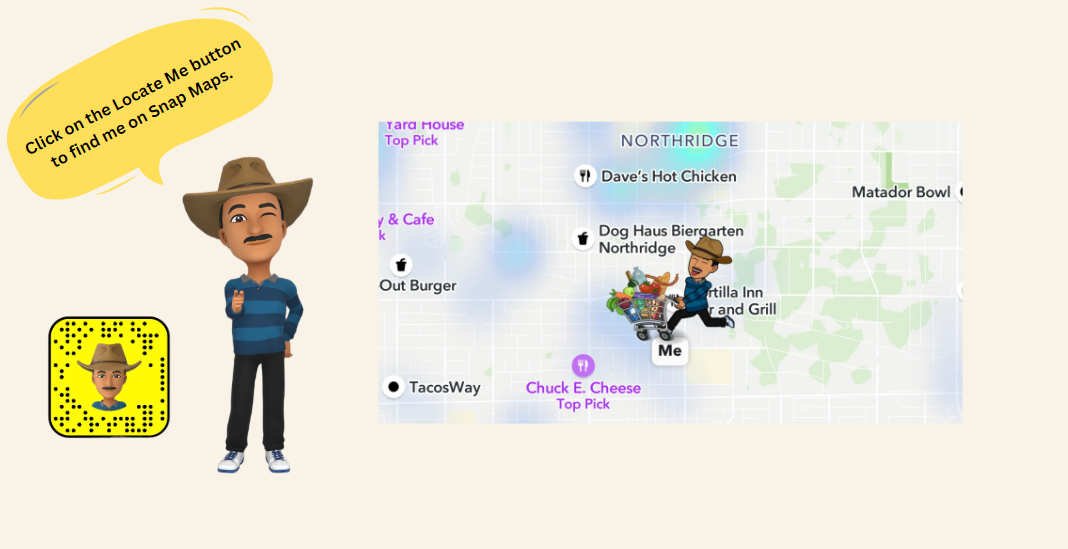 Click on the Locate Me button
to find me on Snap Maps.
Yard House
Top Pick
NORTHRIDGE
Dave's Hot Chicken
Matador Bowl
y & Cafe
k
Dog Haus Biergarten
Northridge
Out Burger
rtilla Inn
r and Grill
Me
TacosWay
Chuck E. Cheese
Top Pick